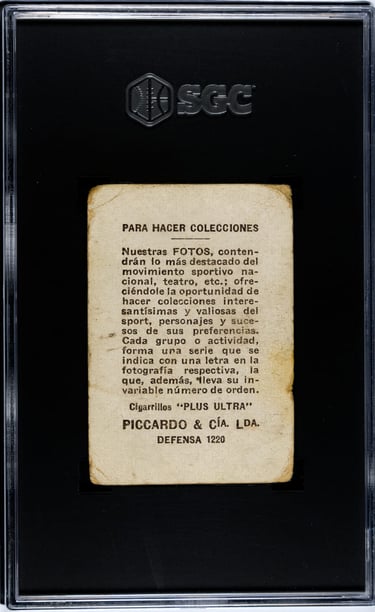 SGC
PARA HACER COLECCIONES
Nuestras FOTOS, conten-
drán lo más destacado del
movimiento sportivo na-
cional, teatro, etc.; ofre-
ciéndole la oportunidad de
hacer colecciones intere-
santísimas y valiosas del
sport, personajes y suce-
sos de sus preferencias.
Cada grupo o actividad,
forma una serie que se
indica con una letra en la
fotografía respectiva, la
que, además, lleva su in-
variable número de orden.
Cigarrillos "PLUS ULTRA"
PICCARDO & CÍA. LDA.
DEFENSA 1220